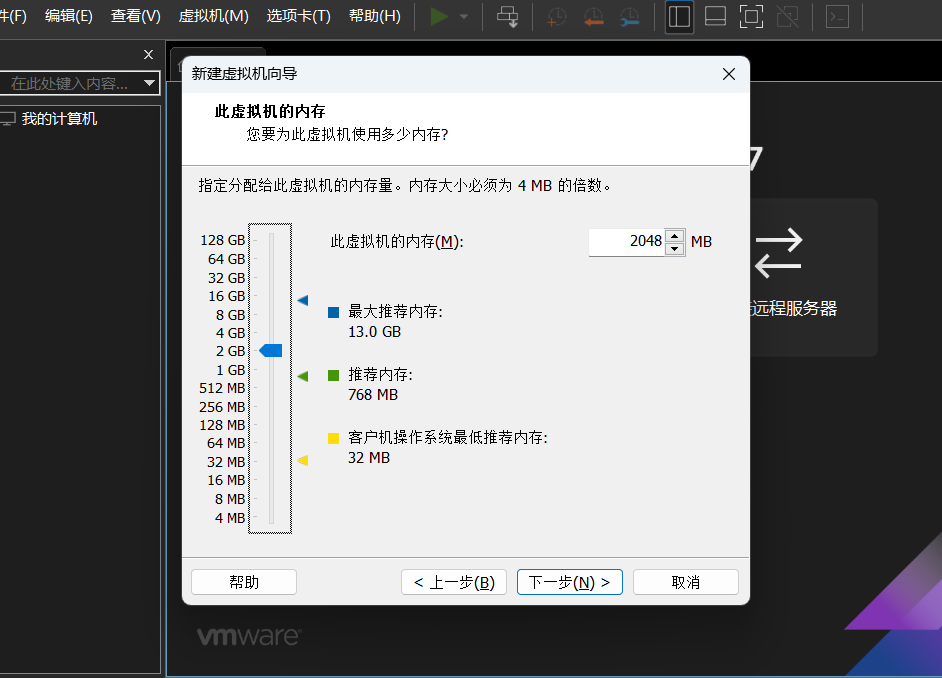 件(F) 编辑(E) 查看(V) 虚拟机(M) 选项卡(T) 帮助(H)
在此处键入内容...
我的计算机
新建虚拟机向导
此虚拟机的内存
您要为此虚拟机使用多少内存?
指定分配给此虚拟机的内存量。内存大小必须为 4 MB 的倍数。
此虚拟机的内存(M): 2048 MB
128 GB
64 GB
32 GB
16 GB
8 GB
4 GB
2 GB
1 GB
512 MB
256 MB
128 MB
64 MB
32 MB
16 MB
8 MB
4 MB
最大推荐内存:
13.0 GB
推荐内存:
768 MB
客户机操作系统最低推荐内存:
32 MB
7
远程服务器
帮助 < 上一步(B) 下一步(N) > 取消
vmware